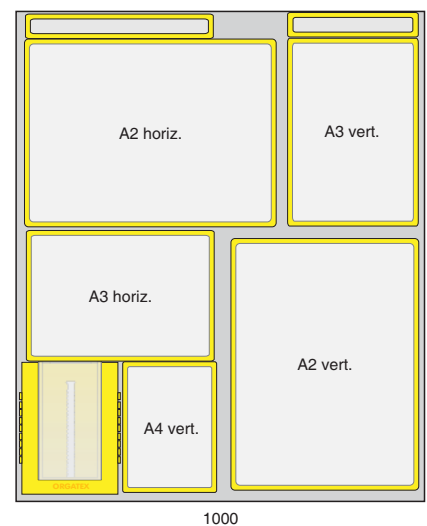 A2 horiz.
A3 vert.
A3 horiz.
A2 vert.
A4 vert.
ORGATEX
1000